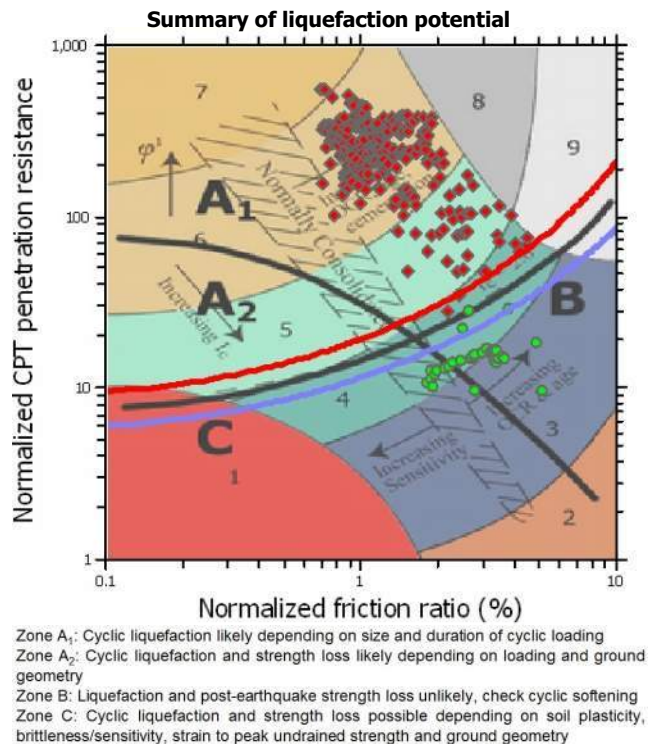 Summary of liquefaction potential
1,000
7
8
9
φ'
Normally Consolidated
A₁
100
6
Increasing Ic
A₂
5
B
10
4
Increasing
OCR & age
C
Increasing
Sensitivity
3
1
2
1
0.1
1
10
Normalized CPT penetration resistance
Normalized friction ratio (%)
Zone A₁: Cyclic liquefaction likely depending on size and duration of cyclic loading
Zone A₂: Cyclic liquefaction and strength loss likely depending on loading and ground
geometry
Zone B: Liquefaction and post-earthquake strength loss unlikely, check cyclic softening
Zone C: Cyclic liquefaction and strength loss possible depending on soil plasticity,
brittleness/sensitivity, strain to peak undrained strength and ground geometry